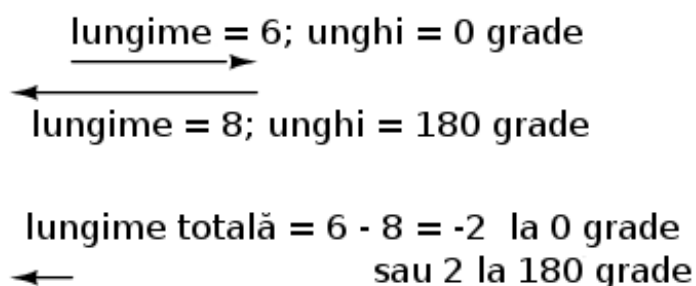 lungime = 6; unghi = 0 grade
lungime = 8; unghi = 180 grade
lungime totală = 6 - 8 = -2 la 0 grade
sau 2 la 180 grade